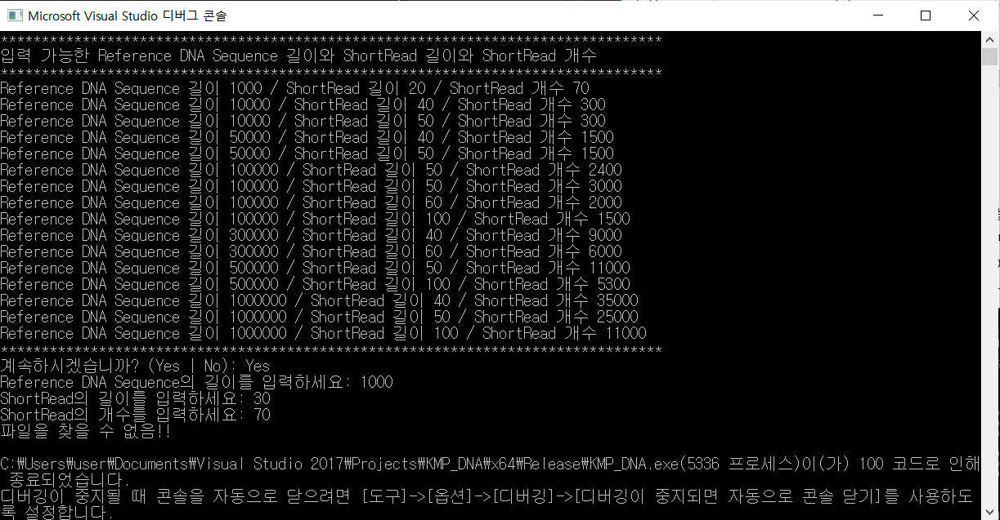 Microsoft Visual Studio 디버그 콘솔
*********************************************************************************
입력 가능한 Reference DNA Sequence 길이와 ShortRead 길이와 ShortRead 개수
*********************************************************************************
Reference DNA Sequence 길이 1000 / ShortRead 길이 20 / ShortRead 개수 70
Reference DNA Sequence 길이 10000 / ShortRead 길이 40 / ShortRead 개수 300
Reference DNA Sequence 길이 10000 / ShortRead 길이 50 / ShortRead 개수 300
Reference DNA Sequence 길이 50000 / ShortRead 길이 40 / ShortRead 개수 1500
Reference DNA Sequence 길이 50000 / ShortRead 길이 50 / ShortRead 개수 1500
Reference DNA Sequence 길이 100000 / ShortRead 길이 50 / ShortRead 개수 2400
Reference DNA Sequence 길이 100000 / ShortRead 길이 50 / ShortRead 개수 3000
Reference DNA Sequence 길이 100000 / ShortRead 길이 60 / ShortRead 개수 2000
Reference DNA Sequence 길이 100000 / ShortRead 길이 100 / ShortRead 개수 1500
Reference DNA Sequence 길이 300000 / ShortRead 길이 40 / ShortRead 개수 9000
Reference DNA Sequence 길이 300000 / ShortRead 길이 60 / ShortRead 개수 6000
Reference DNA Sequence 길이 500000 / ShortRead 길이 50 / ShortRead 개수 11000
Reference DNA Sequence 길이 500000 / ShortRead 길이 100 / ShortRead 개수 5300
Reference DNA Sequence 길이 1000000 / ShortRead 길이 40 / ShortRead 개수 35000
Reference DNA Sequence 길이 1000000 / ShortRead 길이 50 / ShortRead 개수 25000
Reference DNA Sequence 길이 1000000 / ShortRead 길이 100 / ShortRead 개수 11000
*********************************************************************************
계속하시겠습니까? (Yes | No): Yes
Reference DNA Sequence의 길이를 입력하세요: 1000
ShortRead의 길이를 입력하세요: 30
ShortRead의 개수를 입력하세요: 70
파일을 찾을 수 없음!!
C:₩Users₩user₩Documents₩Visual Studio 2017₩Projects₩KMP_DNA₩x64₩Release₩KMP_DNA.exe(5336 프로세스)이(가) 100 코드로 인해
종료되었습니다.
디버깅이 중지될 때 콘솔을 자동으로 닫으려면 [도구]->[옵션]->[디버깅]->[디버깅이 중지되면 자동으로 콘솔 닫기]를 사용하도
록 설정합니다.